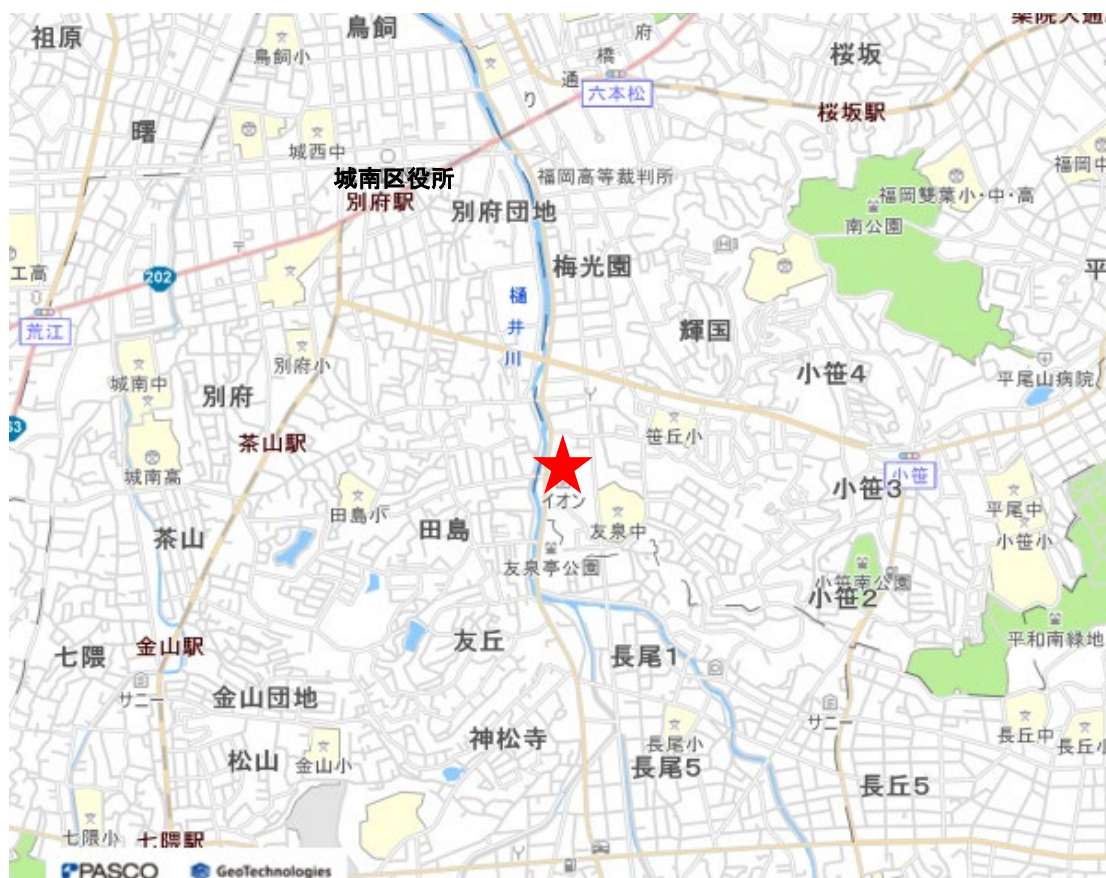 祖原
鳥飼
府
薬院大通
鳥飼小
橋
通
り
六本松
桜坂
桜坂駅
曙
城西中
城南区役所
別府駅
福岡高等裁判所
別府団地
福岡中
福岡雙葉小・中・高
南公園
平
工高
202
梅光園
樋
井
川
荒江
輝国
別府小
城南中
別府
小笹4
平尾山病院
茶山駅
笹丘小
城南高
小笹
小笹3
イオン
田島小
田島
友泉中
平尾中
小笹小
茶山
友泉亭公園
小笹南公園
小笹2
七隈
金山駅
友丘
長尾1
平和南緑地
サニー
金山団地
サニー
神松寺
長尾小
長丘中
長丘小
松山
金山小
長尾5
長丘5
七隈小
七隈駅
PASCO
GeoTechnologies